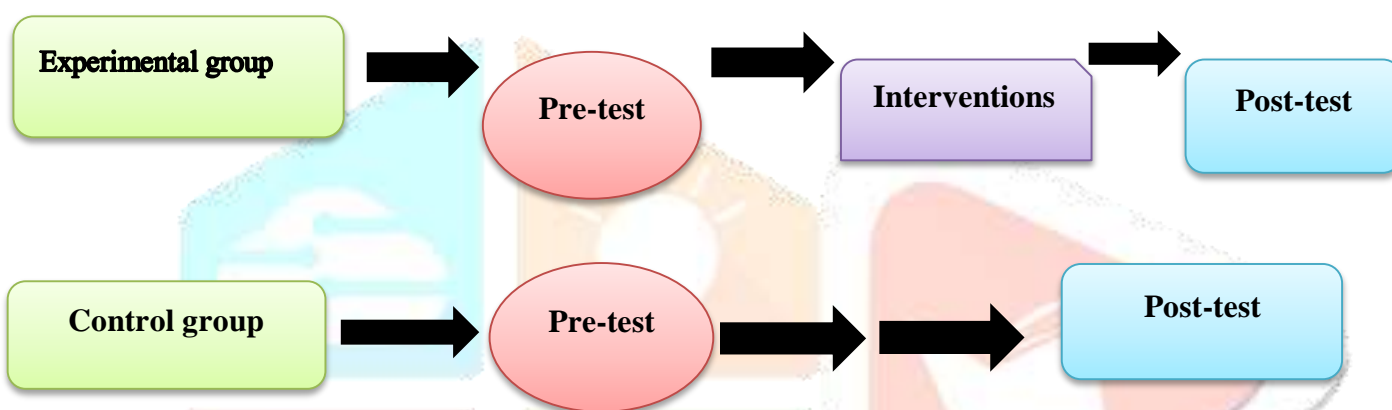 Experimental group
Pre-test
Interventions
Post-test
Control group
Pre-test
Post-test